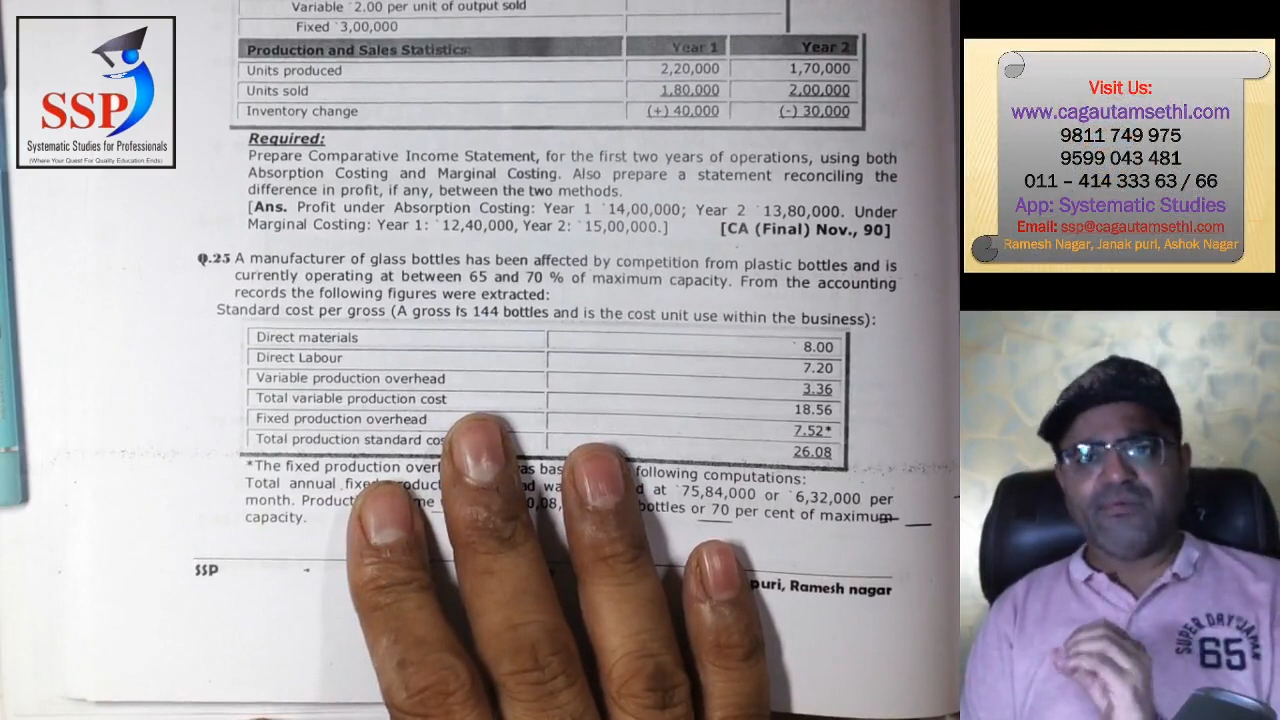 SSP
Systematic Studies for Professionals
(Where Your Quest For Quality Education Ends)
Variable `2.00 per unit of output sold
Fixed `3,00,000
Production and Sales Statistics: Year 1 Year 2
Units produced 2,20,000 1,70,000
Units sold 1,80,000 2,00,000
Inventory change (+) 40,000 (-) 30,000
Required:
Prepare Comparative Income Statement, for the first two years of operations, using both
Absorption Costing and Marginal Costing. Also prepare a statement reconciling the
difference in profit, if any, between the two methods.
[Ans. Profit under Absorption Costing: Year 1 `14,00,000; Year 2 `13,80,000. Under
Marginal Costing: Year 1: `12,40,000, Year 2: `15,00,000.] [CA (Final) Nov., 90]
Q.25 A manufacturer of glass bottles has been affected by competition from plastic bottles and is
currently operating at between 65 and 70 % of maximum capacity. From the accounting
records the following figures were extracted:
Standard cost per gross (A gross is 144 bottles and is the cost unit use within the business):
Direct materials ` 8.00
Direct Labour 7.20
Variable production overhead 3.36
Total variable production cost 18.56
Fixed production overhead 7.52*
Total production standard 26.08
*The fixed production was following computations:
Total annual at `75,84,000 or `6,32,000 per
month. bottles or 70 per cent of maximum
capacity.
SSP puri, Ramesh nagar
Visit Us:
www.cagautamsethi.com
9811 749 975
9599 043 481
011 – 414 333 63 / 66
App: Systematic Studies
Email: ssp@cagautamsethi.com
Ramesh Nagar, Janak puri, Ashok Nagar
SUPER DRY JAPAN
65